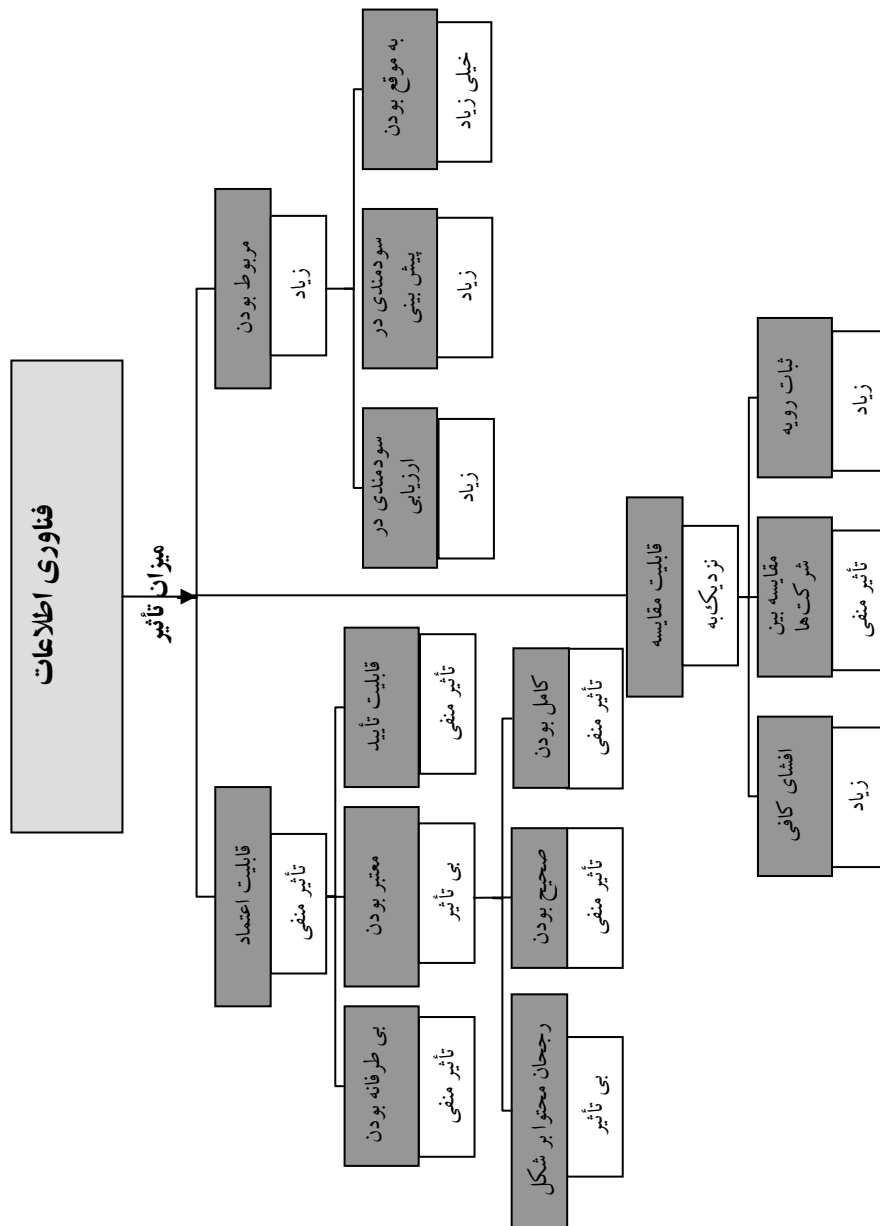 فناوری اطلاعات
میزان تأثیر
مربوط بودن
زیاد
به موقع بودن
خیلی زیاد
سودمندی در
پیش بینی
زیاد
سودمندی در
ارزیابی
زیاد
قابلیت اعتماد
تأثیر منفی
قابلیت تأیید
تأثیر منفی
معتبر بودن
بی تأثیر
بی طرفانه بودن
تأثیر منفی
کامل بودن
تأثیر منفی
صحیح بودن
تأثیر منفی
رجحان محتوا بر شکل
بی تأثیر
قابلیت مقایسه
نزدیک‌به
ثبات رویه
زیاد
مقایسه بین
شرکت‌ها
تأثیر منفی
افشای کافی
زیاد